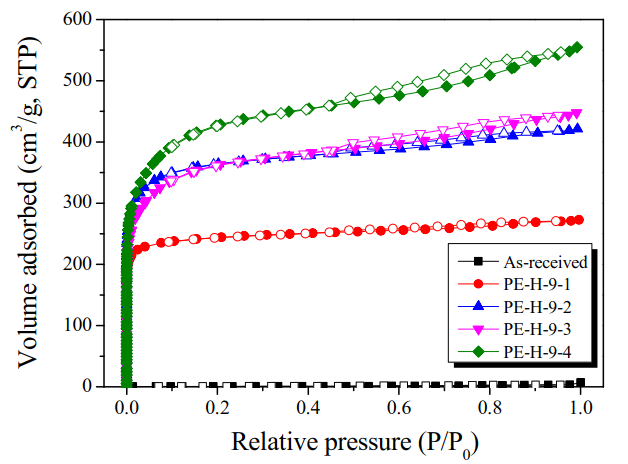 600
500
400
300
200
100
0
Volume adsorbed (cm³/g, STP)
As-received
PE-H-9-1
PE-H-9-2
PE-H-9-3
PE-H-9-4
0.0 0.2 0.4 0.6 0.8 1.0
Relative pressure (P/P₀)